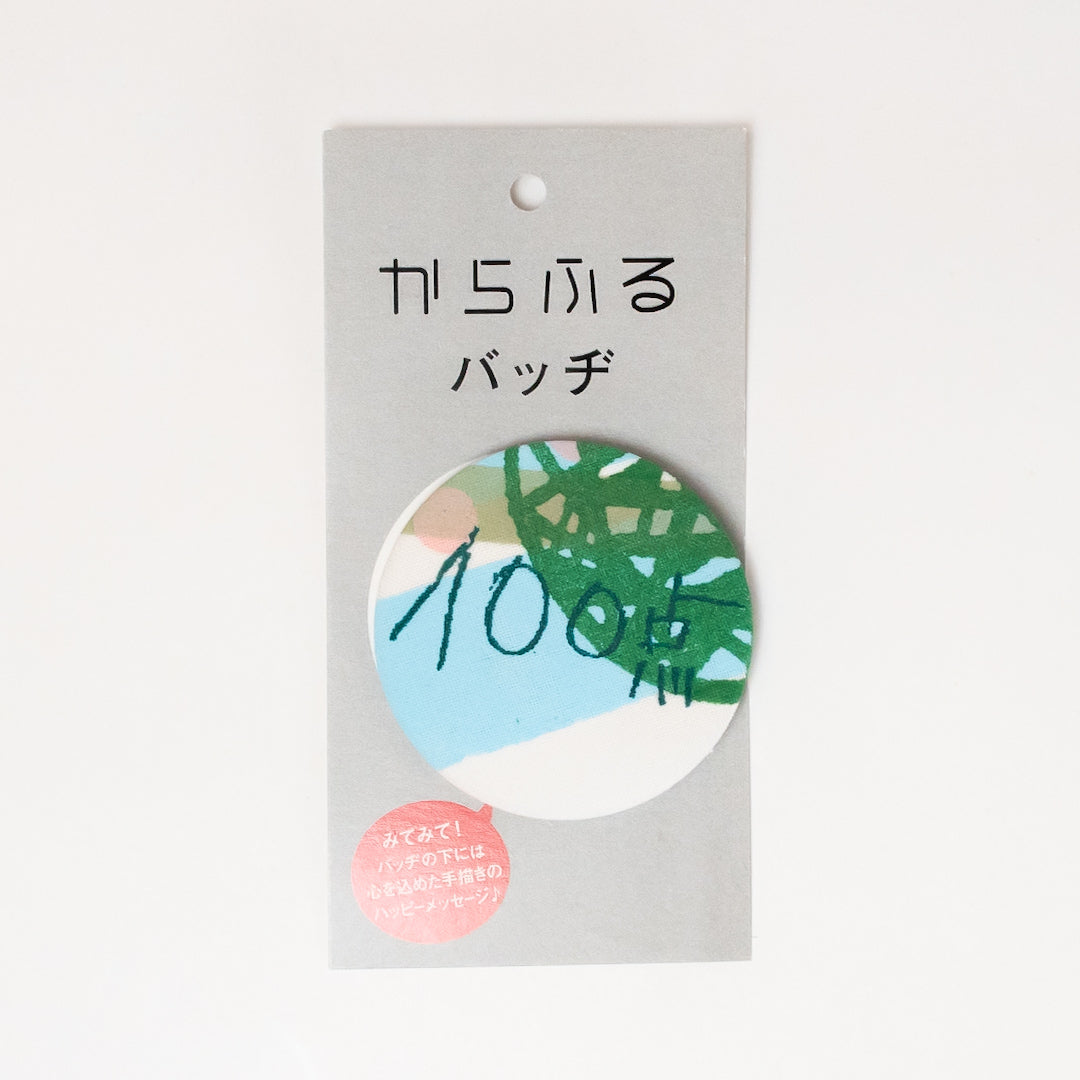 からふる
バッヂ
100点
みてみて！
バッヂの下には
心を込めた手描きの
ハッピーメッセージ♪